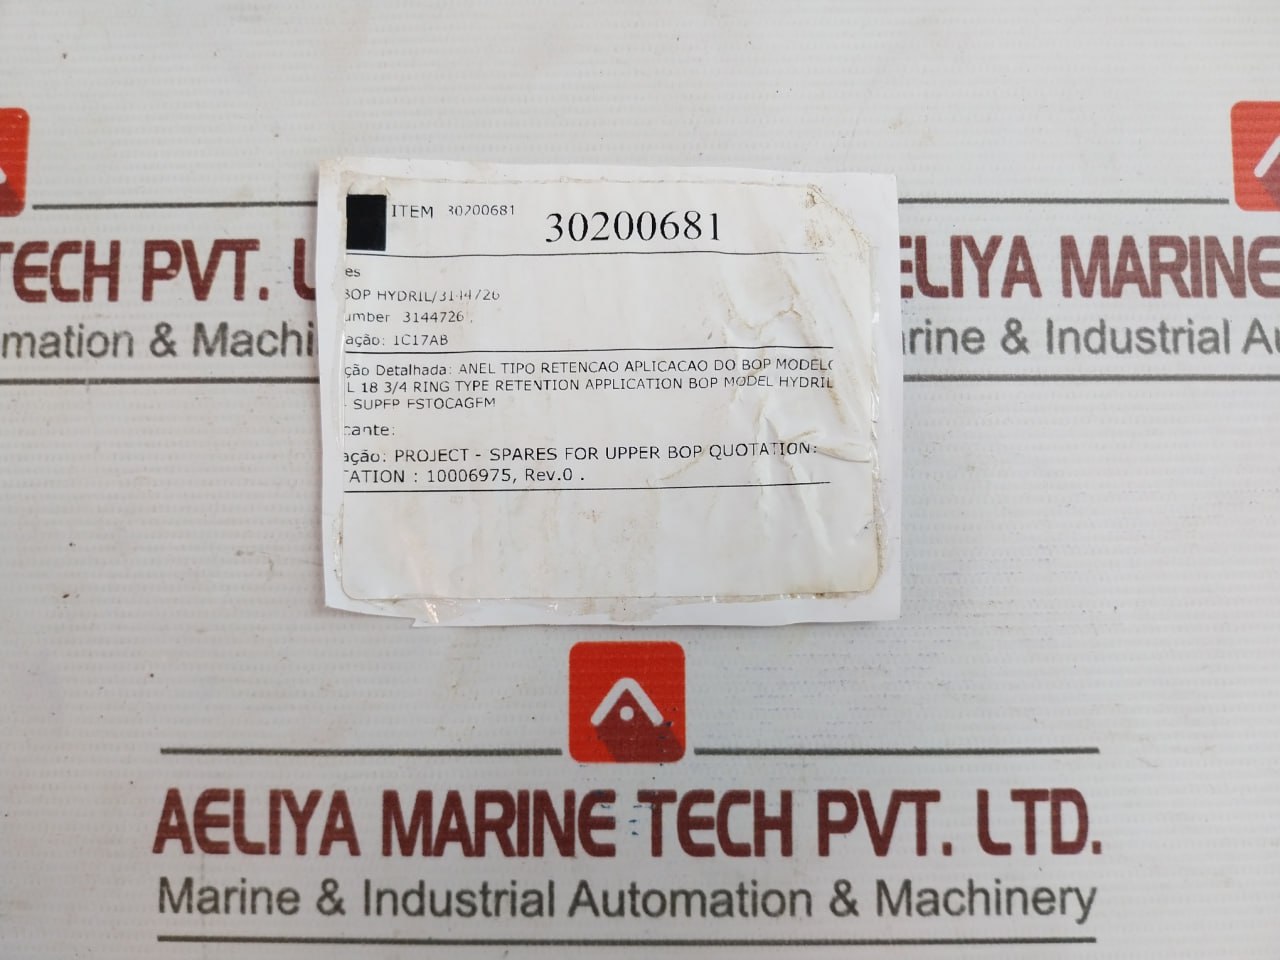 ITEM 30200681 30200681
es
BOP HYDRIL/3144726
umber 3144726
ação: 1C17AB
ção Detalhada: ANEL TIPO RETENCAO APLICACAO DO BOP MODELO
L 18 3/4 RING TYPE RETENTION APPLICATION BOP MODEL HYDRIL
- SUPEP ESTOCAGEM
cante:
ação: PROJECT - SPARES FOR UPPER BOP QUOTATION:
TATION : 10006975, Rev.0 .
TECH PVT. L
mation & Machi
ELIYA MARINE
arine & Industrial Au
AELIYA MARINE TECH PVT. LTD.
Marine & Industrial Automation & Machinery